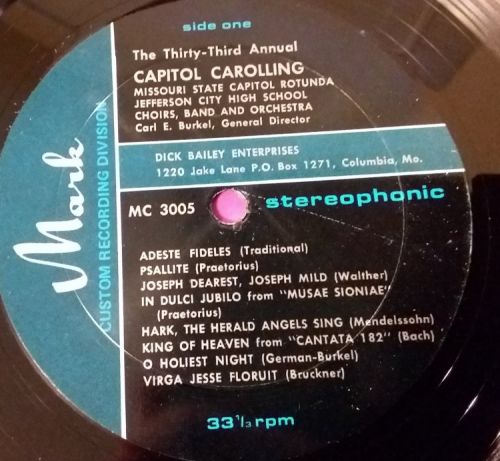 side one
The Thirty-Third Annual
CAPITOL CAROLLING
MISSOURI STATE CAPITOL ROTUNDA
JEFFERSON CITY HIGH SCHOOL
CHOIRS, BAND AND ORCHESTRA
Carl E. Burkel, General Director
Mark
CUSTOM RECORDING DIVISION
DICK BAILEY ENTERPRISES
1220 Jake Lane P.O. Box 1271, Columbia, Mo.
MC 3005
stereophonic
ADESTE FIDELES (Traditional)
PSALLITE (Praetorius)
JOSEPH DEAREST, JOSEPH MILD (Walther)
IN DULCI JUBILO from "MUSAE SIONIAE"
(Praetorius)
HARK, THE HERALD ANGELS SING (Mendelssohn)
KING OF HEAVEN from "CANTATA 182" (Bach)
O HOLIEST NIGHT (German-Burkel)
VIRGA JESSE FLORUIT (Bruckner)
33 1/3 rpm